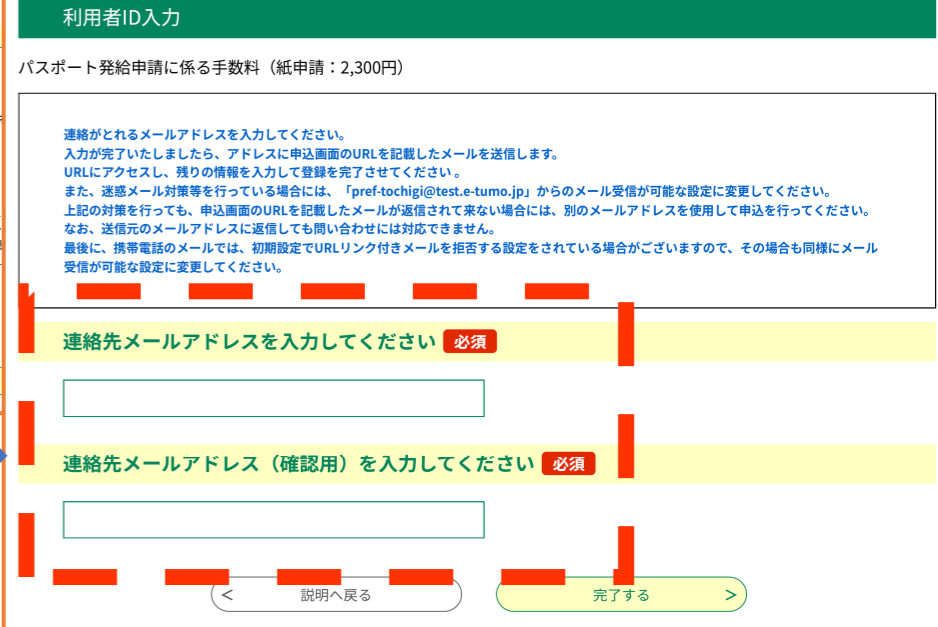 利用者ID入力
パスポート発給申請に係る手数料（紙申請：2,300円）
連絡がとれるメールアドレスを入力してください。
入力が完了いたしましたら、アドレスに申込画面のURLを記載したメールを送信します。
URLにアクセスし、残りの情報を入力して登録を完了させてください 。
また、迷惑メール対策等を行っている場合には、「pref-tochigi@test.e-tumo.jp」からのメール受信が可能な設定に変更してください。
上記の対策を行っても、申込画面のURLを記載したメールが返信されて来ない場合には、別のメールアドレスを使用して申込を行ってください。
なお、送信元のメールアドレスに返信しても問い合わせには対応できません。
最後に、携帯電話のメールでは、初期設定でURLリンク付きメールを拒否する設定をされている場合がございますので、その場合も同様にメール
受信が可能な設定に変更してください。
連絡先メールアドレスを入力してください 必須
連絡先メールアドレス（確認用）を入力してください 必須
＜ 説明へ戻る 完了する ＞